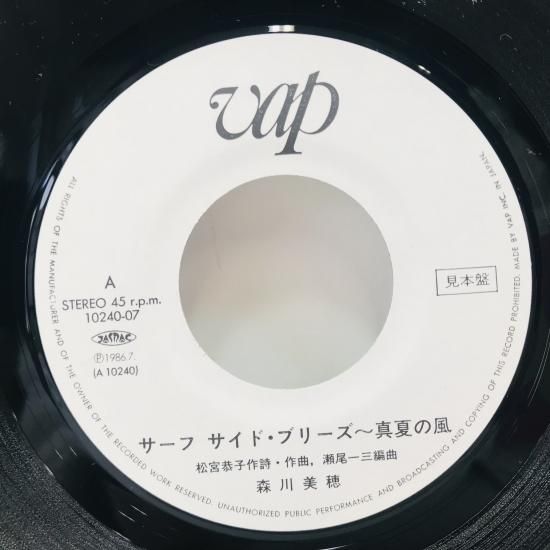 vap
A
STEREO 45 r.p.m.
10240-07
JASRAC
Ⓟ1986.7.
(A 10240)
見本盤
サーフ サイド・ブリーズ〜真夏の風
松宮恭子作詩・作曲, 瀬尾一三編曲
森川美穂
ALL RIGHTS OF THE MANUFACTURER AND OF THE OWNER OF THE RECORDED WORK RESERVED. UNAUTHORIZED PUBLIC PERFORMANCE AND BROADCASTING AND COPYING OF THIS RECORD PROHIBITED. MADE BY VAP INC. IN JAPAN.